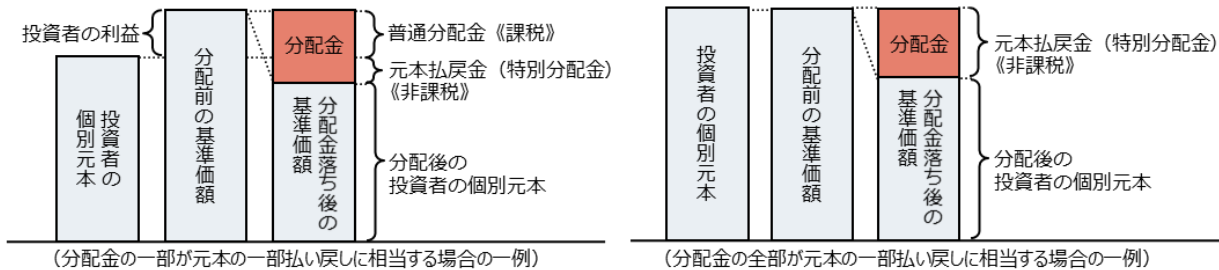 投資者の利益
投資者の
個別元本
分配前の基準価額
分配金
分配金落ち後の
基準価額
普通分配金《課税》
元本払戻金（特別分配金）
《非課税》
分配後の
投資者の個別元本
（分配金の一部が元本の一部払い戻しに相当する場合の一例）
投資者の個別元本
分配前の基準価額
分配金
分配金落ち後の
基準価額
元本払戻金（特別分配金）
《非課税》
分配後の
投資者の個別元本
（分配金の全部が元本の一部払い戻しに相当する場合の一例）